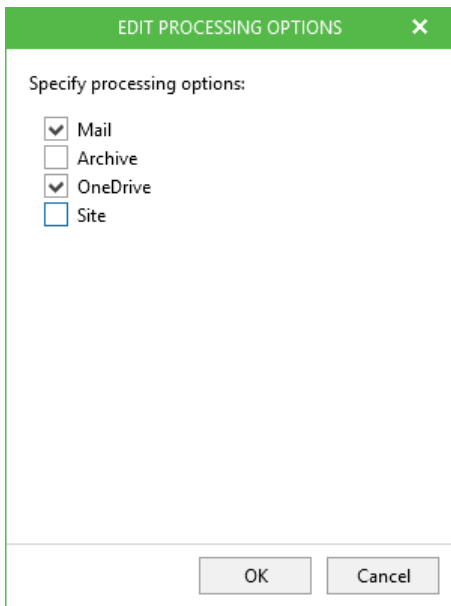 EDIT PROCESSING OPTIONS
Specify processing options:
Mail
Archive
OneDrive
Site
OK
Cancel